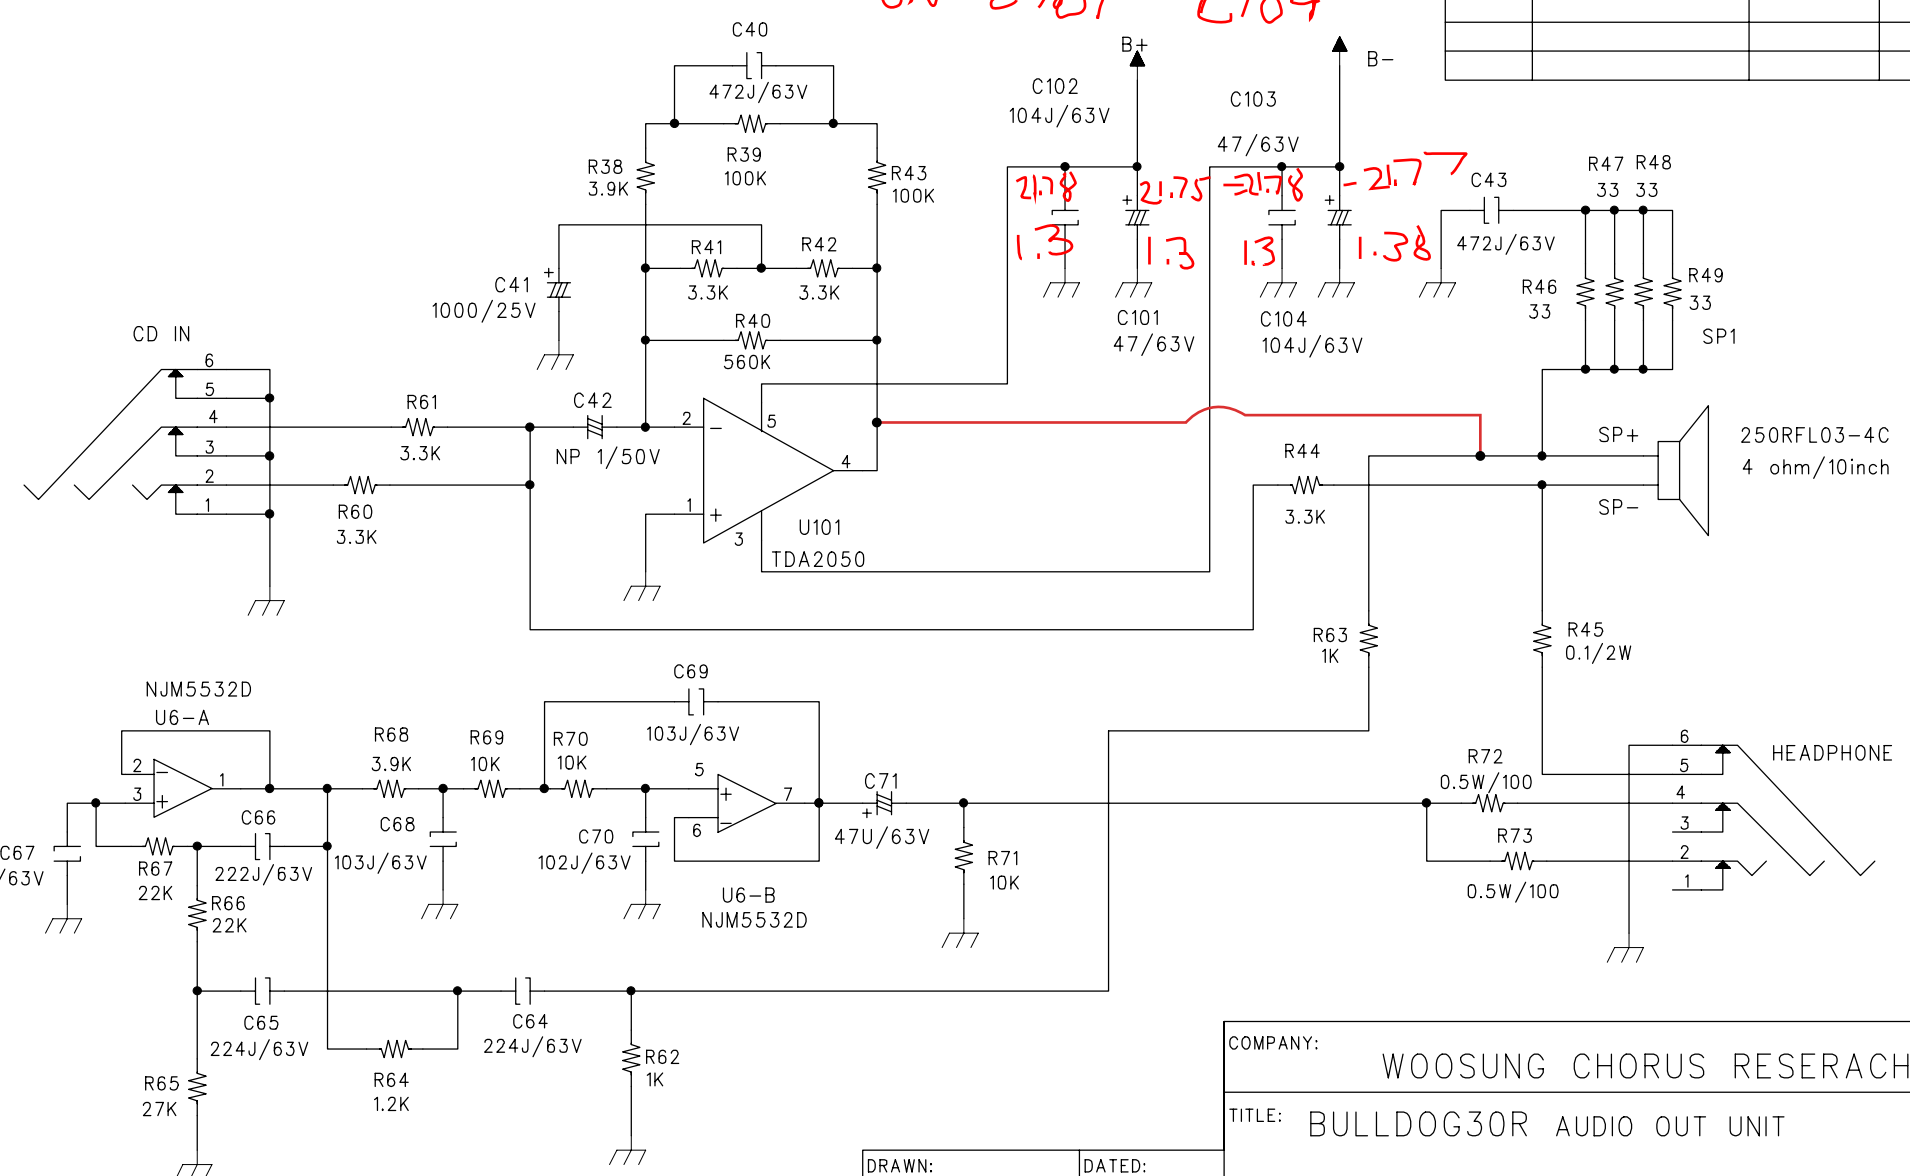 C40
472J/63V
R39
100K
R38
3.9K
R43
100K
R41
3.3K
R42
3.3K
C41
1000/25V
+
R40
560K
CD IN
6
5
4
3
2
1
R61
3.3K
R60
3.3K
C42
NP 1/50V
2
−
1
+
5
4
3
U101
TDA2050
B+
C102
104J/63V
B-
C103
47/63V
21.78
1.3
+
21.75
1.3
-21.78
1.3
+
-21.77
1.38
C101
47/63V
C104
104J/63V
C43
472J/63V
R47
33
R48
33
R46
33
R49
33
SP1
SP+
SP-
250RFL03-4C
4 ohm/10inch
R44
3.3K
R63
1K
R45
0.1/2W
NJM5532D
U6-A
2
−
3
+
1
C67
/63V
R67
22K
C66
222J/63V
R66
22K
R68
3.9K
R69
10K
R70
10K
C69
103J/63V
C68
103J/63V
C70
102J/63V
5
+
6
−
7
U6-B
NJM5532D
C71
+
47U/63V
R71
10K
R72
0.5W/100
R73
0.5W/100
6
5
4
3
2
1
HEADPHONE
C65
224J/63V
C64
224J/63V
R65
27K
R64
1.2K
R62
1K
COMPANY:
WOOSUNG CHORUS RESERACH
TITLE:
BULLDOG30R AUDIO OUT UNIT
DRAWN:
DATED: